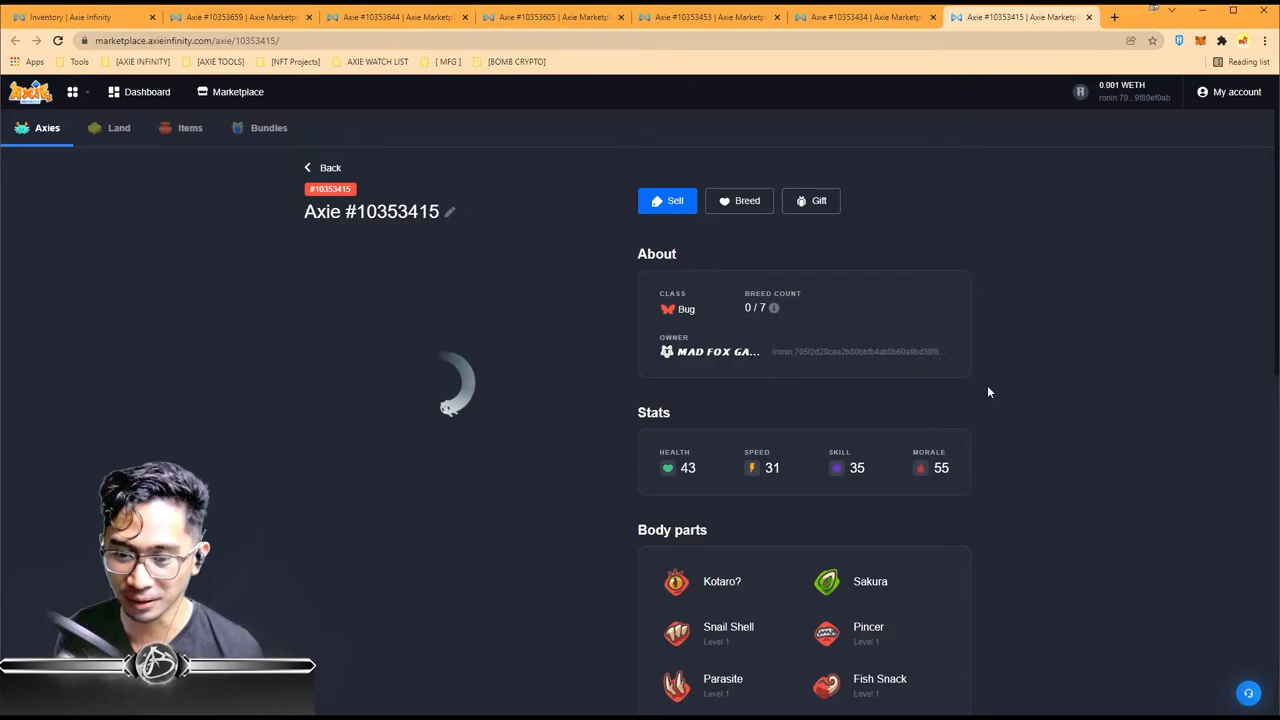 Inventory | Axie Infinity
Axie #10353659 | Axie Marketpl
Axie #10353644 | Axie Marketpl
Axie #10353605 | Axie Marketpl
Axie #10353453 | Axie Marketpl
Axie #10353434 | Axie Marketpl
Axie #10353415 | Axie Marketpl
marketplace.axieinfinity.com/axie/10353415/
Apps
Tools
[AXIE INFINITY]
[AXIE TOOLS]
[NFT Projects]
AXIE WATCH LIST
[ MFG ]
[BOMB CRYPTO]
Reading list
AXIE
Dashboard
Marketplace
0.001 WETH
ronin:70...9f80ef0ab
My account
Axies
Land
Items
Bundles
Back
#10353415
Axie #10353415
Sell
Breed
Gift
About
CLASS
BREED COUNT
Bug
0 / 7
OWNER
MAD FOX GA...
Stats
HEALTH
SPEED
SKILL
MORALE
43
31
35
55
Body parts
Kotaro?
Sakura
Snail Shell
Level 1
Pincer
Level 1
Parasite
Level 1
Fish Snack
Level 1